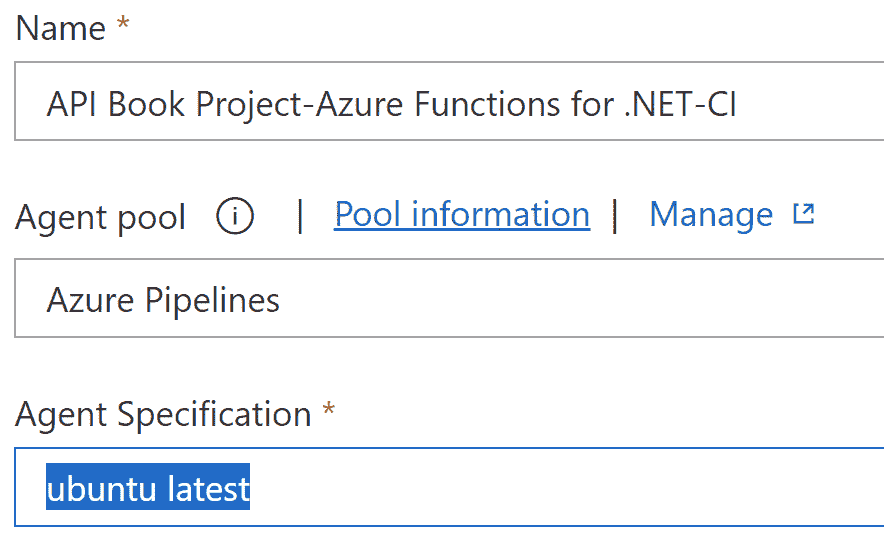 Name *
API Book Project-Azure Functions for .NET-CI
Agent pool | Pool information | Manage
Azure Pipelines
Agent Specification *
ubuntu latest